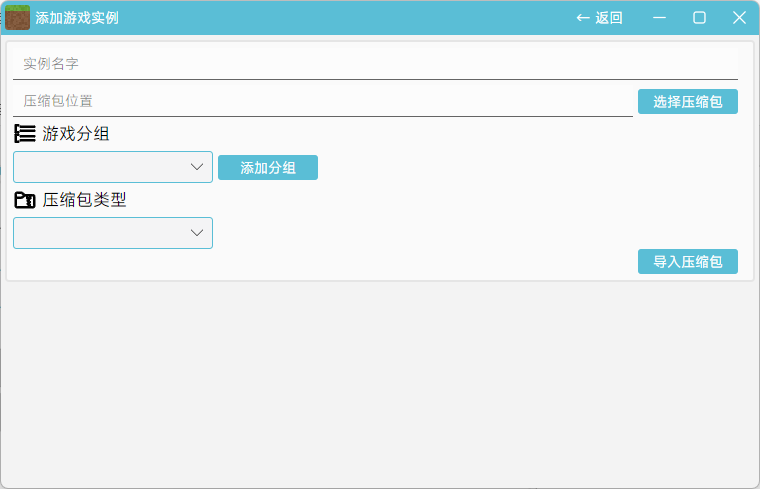 添加游戏实例
← 返回
实例名字
压缩包位置
选择压缩包
游戏分组
添加分组
压缩包类型
导入压缩包